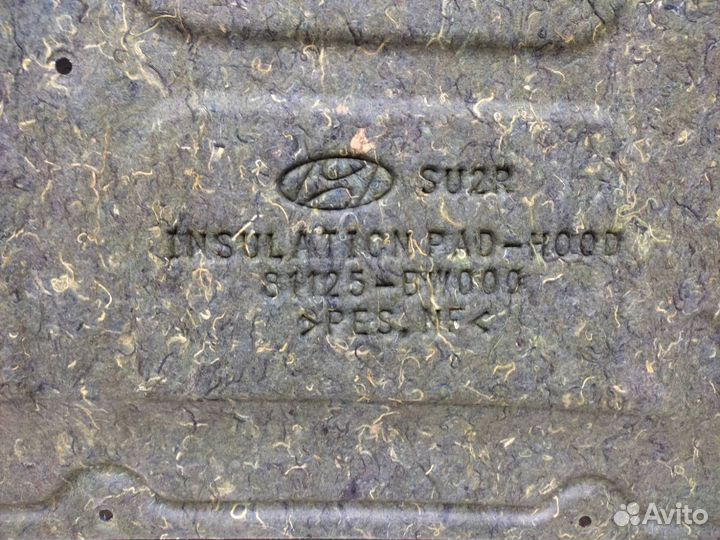 SU2R
INSULATION PAD-HOOD
81125-BW000
>PES.NF<
Avito